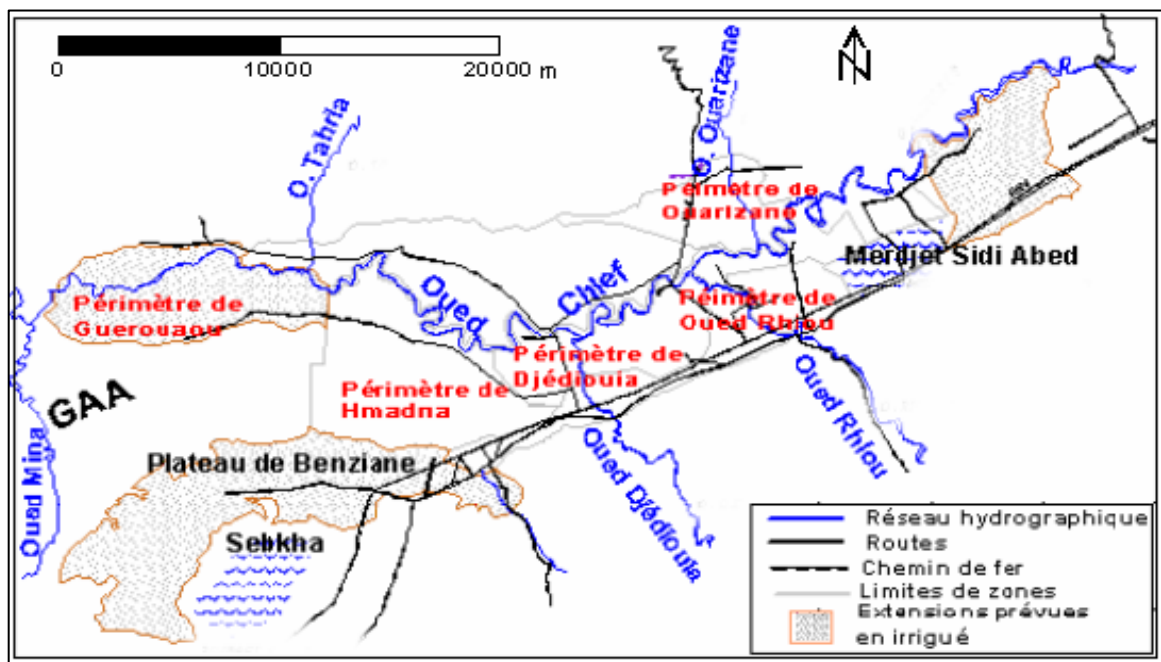 0 10000 20000 m
N
O. Tahria
O. Ouarizane
Périmètre de
Ouarizane
Merdjet Sidi Abed
Oued Chlef
Périmètre de
Guerouaou
Périmètre de
Oued Rhiou
Périmètre de
Djédiouia
Périmètre de
Hmadna
GAA
Oued Mina
Plateau de Benziane
Oued Rhiou
Oued Djédiouia
Sebkha
Réseau hydrographique
Routes
Chemin de fer
Limites de zones
Extensions prévues
en irrigué